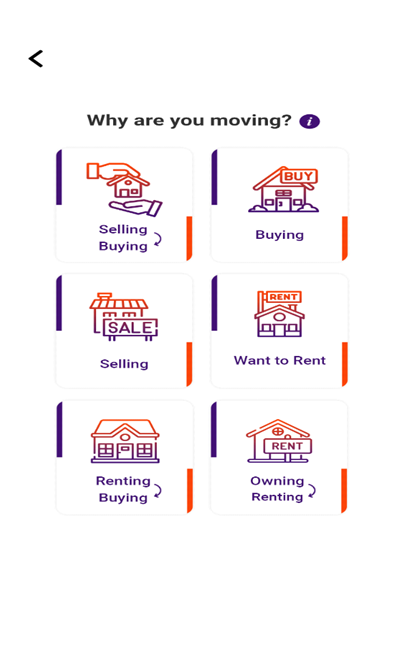 Why are you moving? i
BUY
Selling
Buying
Buying
SALE
RENT
Selling
Want to Rent
RENT
Renting
Buying
Owning
Renting